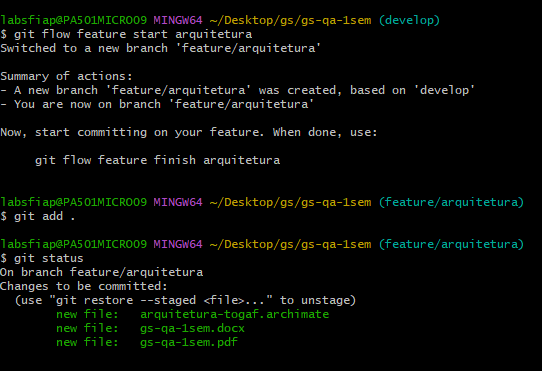 labsfiap@PA501MICRO09 MINGW64 ~/Desktop/gs/gs-qa-1sem (develop)
$ git flow feature start arquitetura
Switched to a new branch 'feature/arquitetura'
Summary of actions:
- A new branch 'feature/arquitetura' was created, based on 'develop'
- You are now on branch 'feature/arquitetura'
Now, start committing on your feature. When done, use:
git flow feature finish arquitetura
labsfiap@PA501MICRO09 MINGW64 ~/Desktop/gs/gs-qa-1sem (feature/arquitetura)
$ git add .
labsfiap@PA501MICRO09 MINGW64 ~/Desktop/gs/gs-qa-1sem (feature/arquitetura)
$ git status
On branch feature/arquitetura
Changes to be committed:
(use "git restore --staged <file>..." to unstage)
new file:   arquitetura-togaf.archimate
new file:   gs-qa-1sem.docx
new file:   gs-qa-1sem.pdf